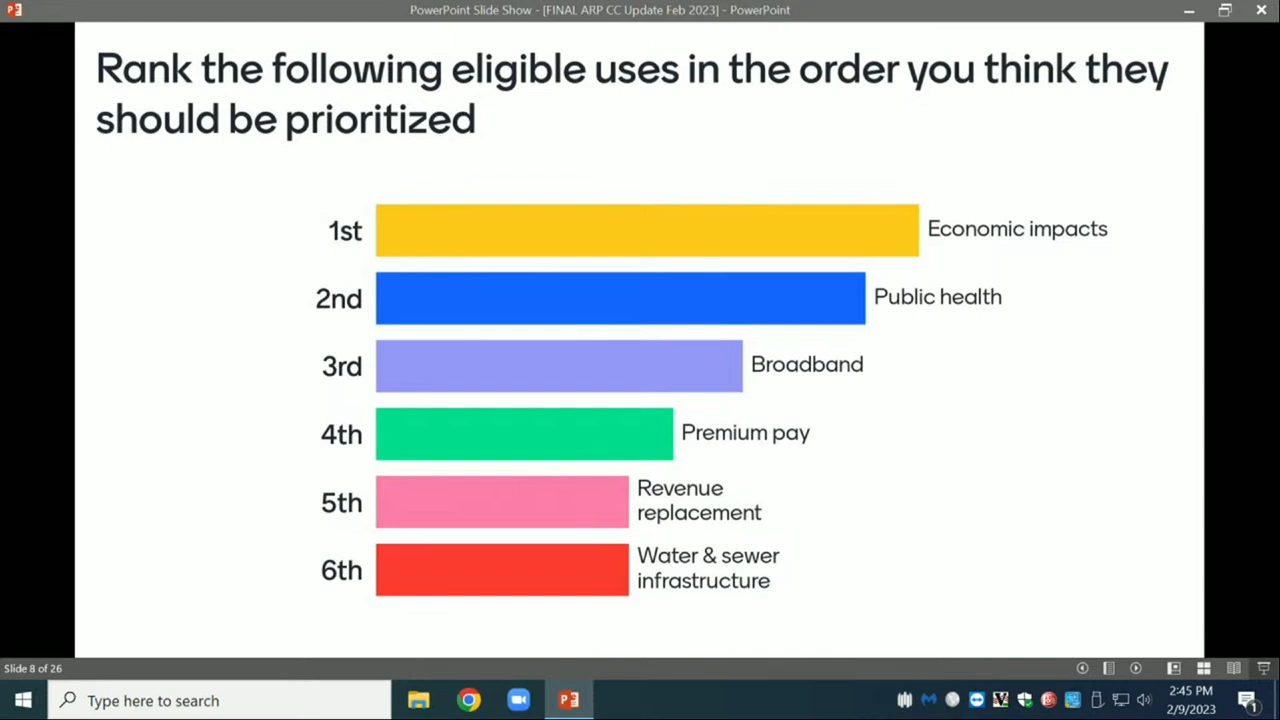 PowerPoint Slide Show - [FINAL ARP CC Update Feb 2023] - PowerPoint
Rank the following eligible uses in the order you think they
should be prioritized
1st
Economic impacts
2nd
Public health
3rd
Broadband
4th
Premium pay
5th
Revenue
replacement
6th
Water & sewer
infrastructure
Slide 8 of 26
Type here to search
2:45 PM
2/9/2023
1